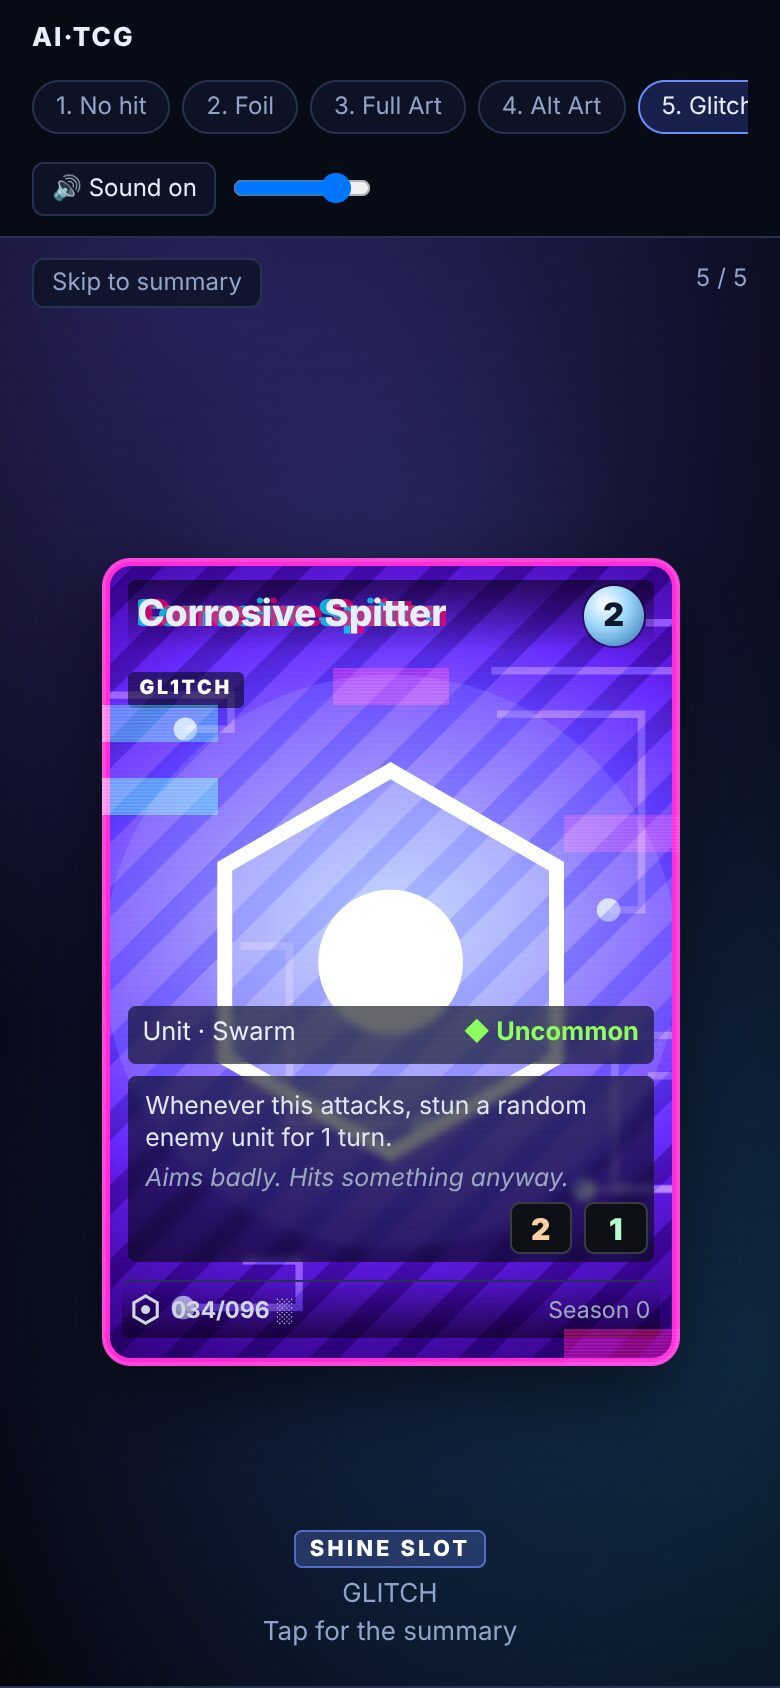 AI·TCG
1. No hit
2. Foil
3. Full Art
4. Alt Art
5. Glitch
🔊 Sound on
Skip to summary
5 / 5
Corrosive Spitter
2
GL1TCH
Unit · Swarm
◆ Uncommon
Whenever this attacks, stun a random
enemy unit for 1 turn.
Aims badly. Hits something anyway.
2
1
034/096 ░
Season 0
SHINE SLOT
GLITCH
Tap for the summary